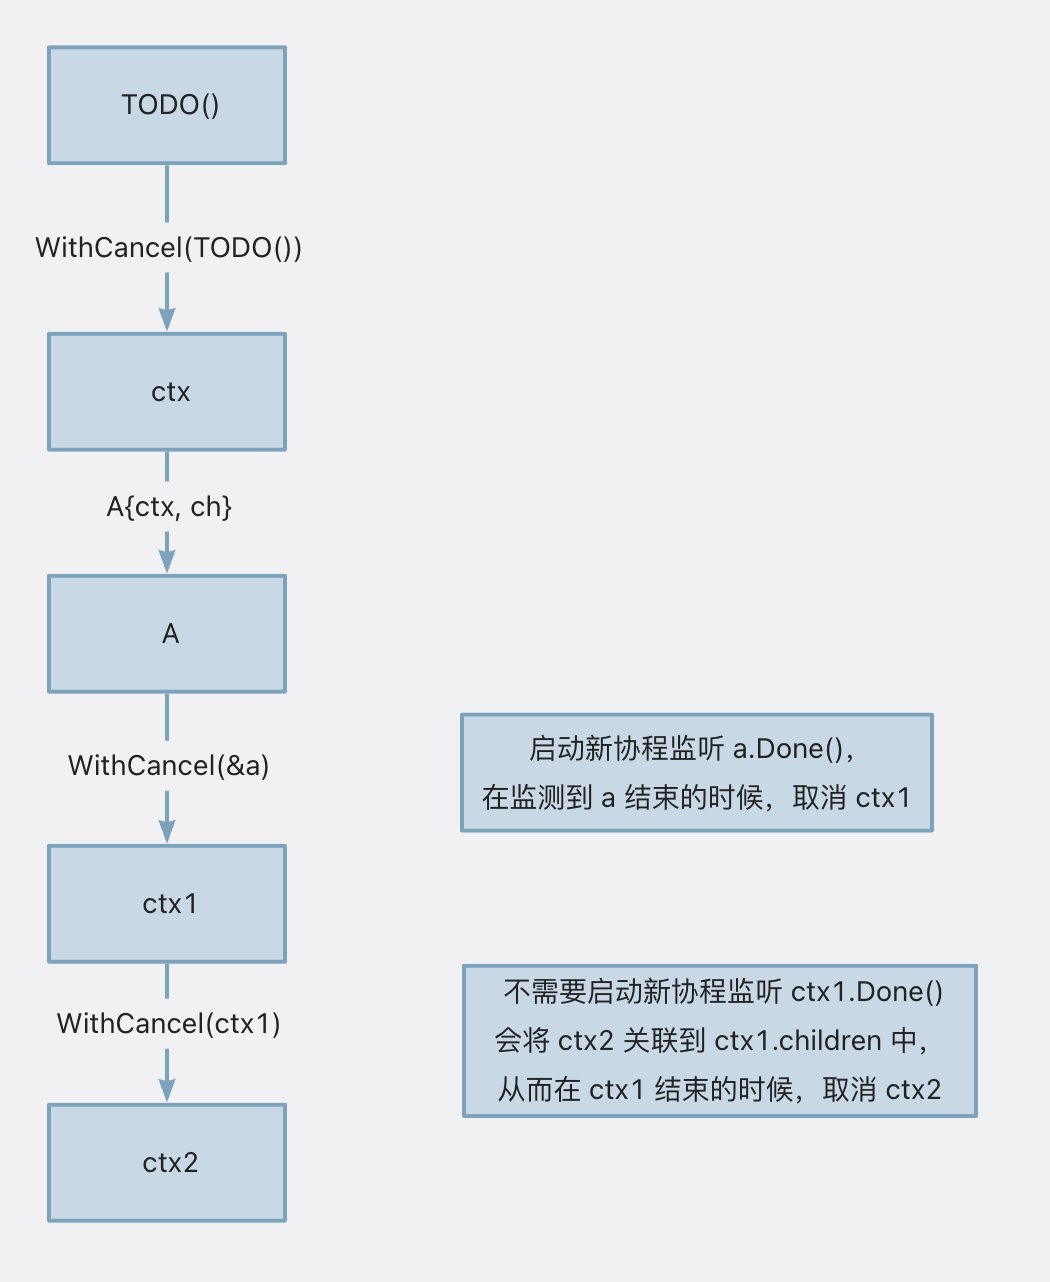 TODO()
WithCancel(TODO())
ctx
A{ctx, ch}
A
WithCancel(&a)
启动新协程监听 a.Done()，
在监测到 a 结束的时候，取消 ctx1
ctx1
不需要启动新协程监听 ctx1.Done()
会将 ctx2 关联到 ctx1.children 中，
从而在 ctx1 结束的时候，取消 ctx2
WithCancel(ctx1)
ctx2